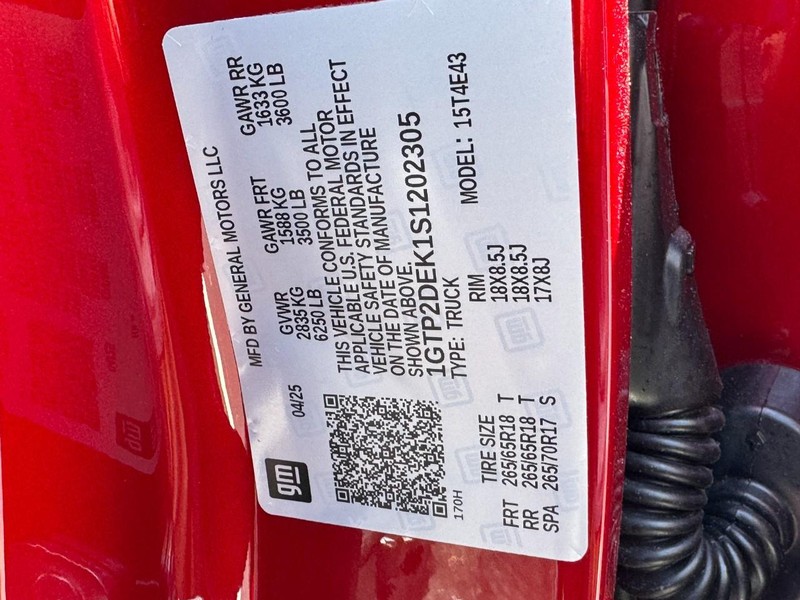 gm
04/25
MFD BY GENERAL MOTORS LLC
GVWR GAWR FRT GAWR RR
2835 KG 1588 KG 1633 KG
6250 LB 3500 LB 3600 LB
THIS VEHICLE CONFORMS TO ALL
APPLICABLE U.S. FEDERAL MOTOR
VEHICLE SAFETY STANDARDS IN EFFECT
ON THE DATE OF MANUFACTURE
SHOWN ABOVE.
1GTP2DEK1S1202305
TYPE: TRUCK MODEL: 15T4E43
170H
TIRE SIZE RIM
FRT 265/65R18 T 18X8.5J
RR 265/65R18 T 18X8.5J
SPA 265/70R17 S 17X8J